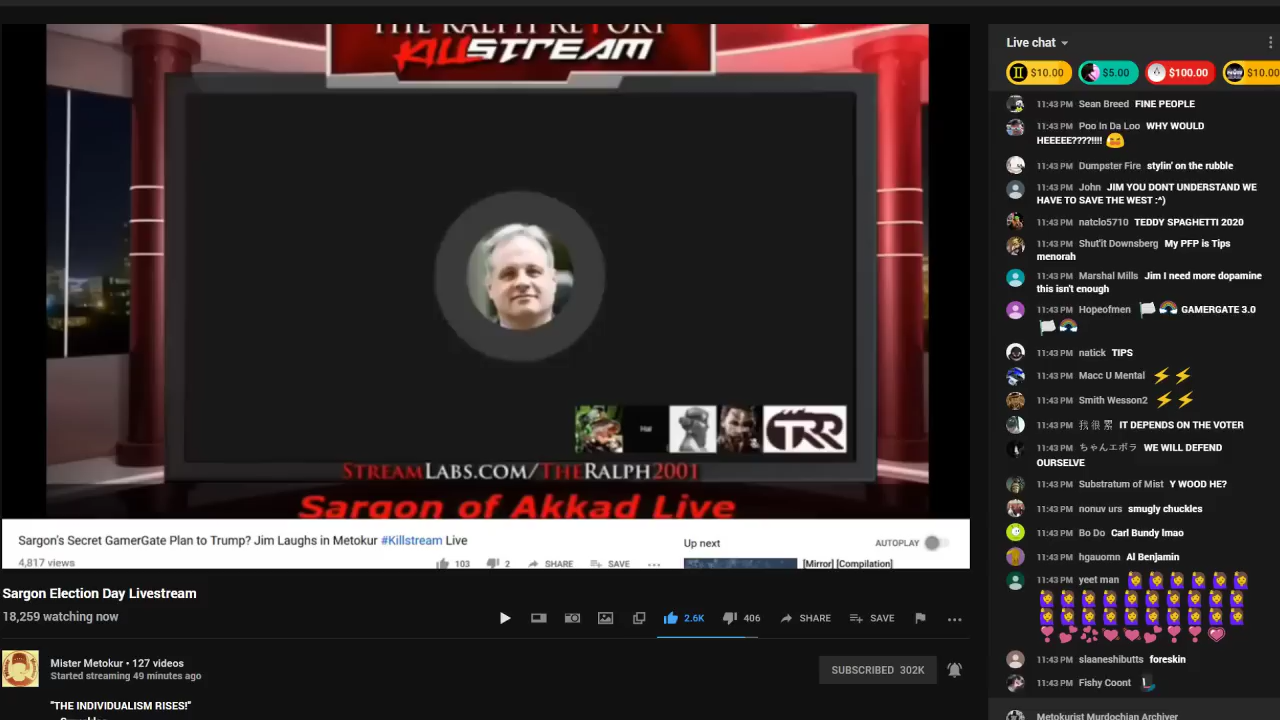 THE RALPH RETORT
KILLSTREAM
Hal
TRR
STREAMLABS.COM/THERALPH2001
Sargon of Akkad Live
Sargon's Secret GamerGate Plan to Trump? Jim Laughs in Metokur #Killstream Live
4,817 views
103
2
SHARE
SAVE
Up next
AUTOPLAY
[Mirror] [Compilation]
Sargon Election Day Livestream
18,259 watching now
2.6K
406
SHARE
SAVE
Mister Metokur • 127 videos
Started streaming 49 minutes ago
SUBSCRIBED 302K
"THE INDIVIDUALISM RISES!"
Live chat
$10.00
$5.00
$100.00
$10.00
11:43 PM Sean Breed FINE PEOPLE
11:43 PM Poo In Da Loo WHY WOULD
HEEEEE????!!!!
11:43 PM Dumpster Fire stylin' on the rubble
11:43 PM John JIM YOU DONT UNDERSTAND WE
HAVE TO SAVE THE WEST :^)
11:43 PM natclo5710 TEDDY SPAGHETTI 2020
11:43 PM Shut'it Downsberg My PFP is Tips
menorah
11:43 PM Marshal Mills Jim I need more dopamine
this isn't enough
11:43 PM Hopeofmen 🏳 🌈 GAMERGATE 3.0
🏳 🌈
11:43 PM natick TIPS
11:43 PM Macc U Mental ⚡ ⚡
11:43 PM Smith Wesson2 ⚡ ⚡
11:43 PM 我 很 累 IT DEPENDS ON THE VOTER
11:43 PM ちゃんエボラ WE WILL DEFEND
OURSELVE
11:43 PM Substratum of Mist Y WOOD HE?
11:43 PM nonuv urs smugly chuckles
11:43 PM Bo Do Carl Bundy lmao
11:43 PM hgauomn Al Benjamin
11:43 PM yeet man
11:43 PM slaaneshibutts foreskin
11:43 PM Fishy Coont
Metokurist Murdochian Archiver